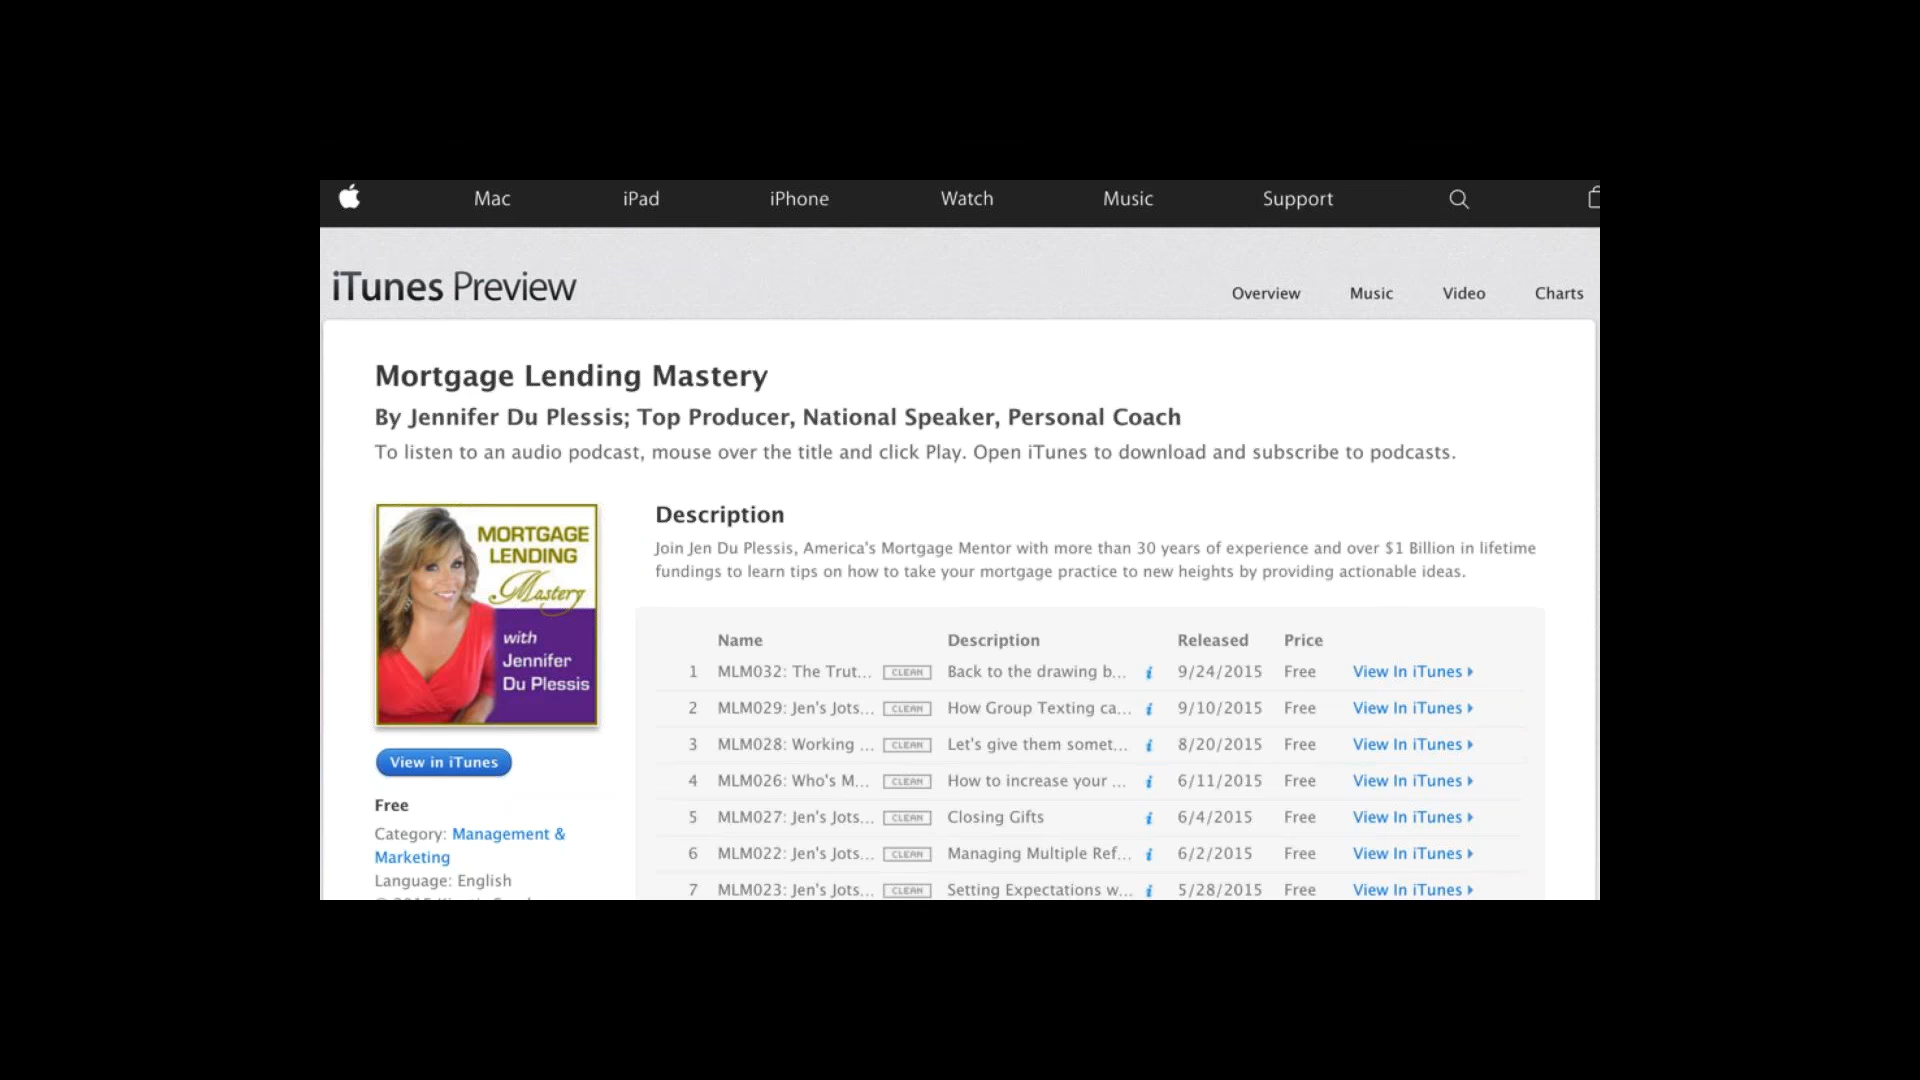 Mac iPad iPhone Watch Music Support
iTunes Preview
Overview Music Video Charts
Mortgage Lending Mastery
By Jennifer Du Plessis; Top Producer, National Speaker, Personal Coach
To listen to an audio podcast, mouse over the title and click Play. Open iTunes to download and subscribe to podcasts.
MORTGAGE
LENDING
Mastery
with
Jennifer
Du Plessis
View in iTunes
Free
Category: Management &
Marketing
Language: English
Description
Join Jen Du Plessis, America's Mortgage Mentor with more than 30 years of experience and over $1 Billion in lifetime
fundings to learn tips on how to take your mortgage practice to new heights by providing actionable ideas.
Name Description Released Price
1 MLM032: The Trut... CLEAN Back to the drawing b... i 9/24/2015 Free View In iTunes
2 MLM029: Jen's Jots... CLEAN How Group Texting ca... i 9/10/2015 Free View In iTunes
3 MLM028: Working ... CLEAN Let's give them somet... i 8/20/2015 Free View In iTunes
4 MLM026: Who's M... CLEAN How to increase your ... i 6/11/2015 Free View In iTunes
5 MLM027: Jen's Jots... CLEAN Closing Gifts i 6/4/2015 Free View In iTunes
6 MLM022: Jen's Jots... CLEAN Managing Multiple Ref... i 6/2/2015 Free View In iTunes
7 MLM023: Jen's Jots... CLEAN Setting Expectations w... i 5/28/2015 Free View In iTunes